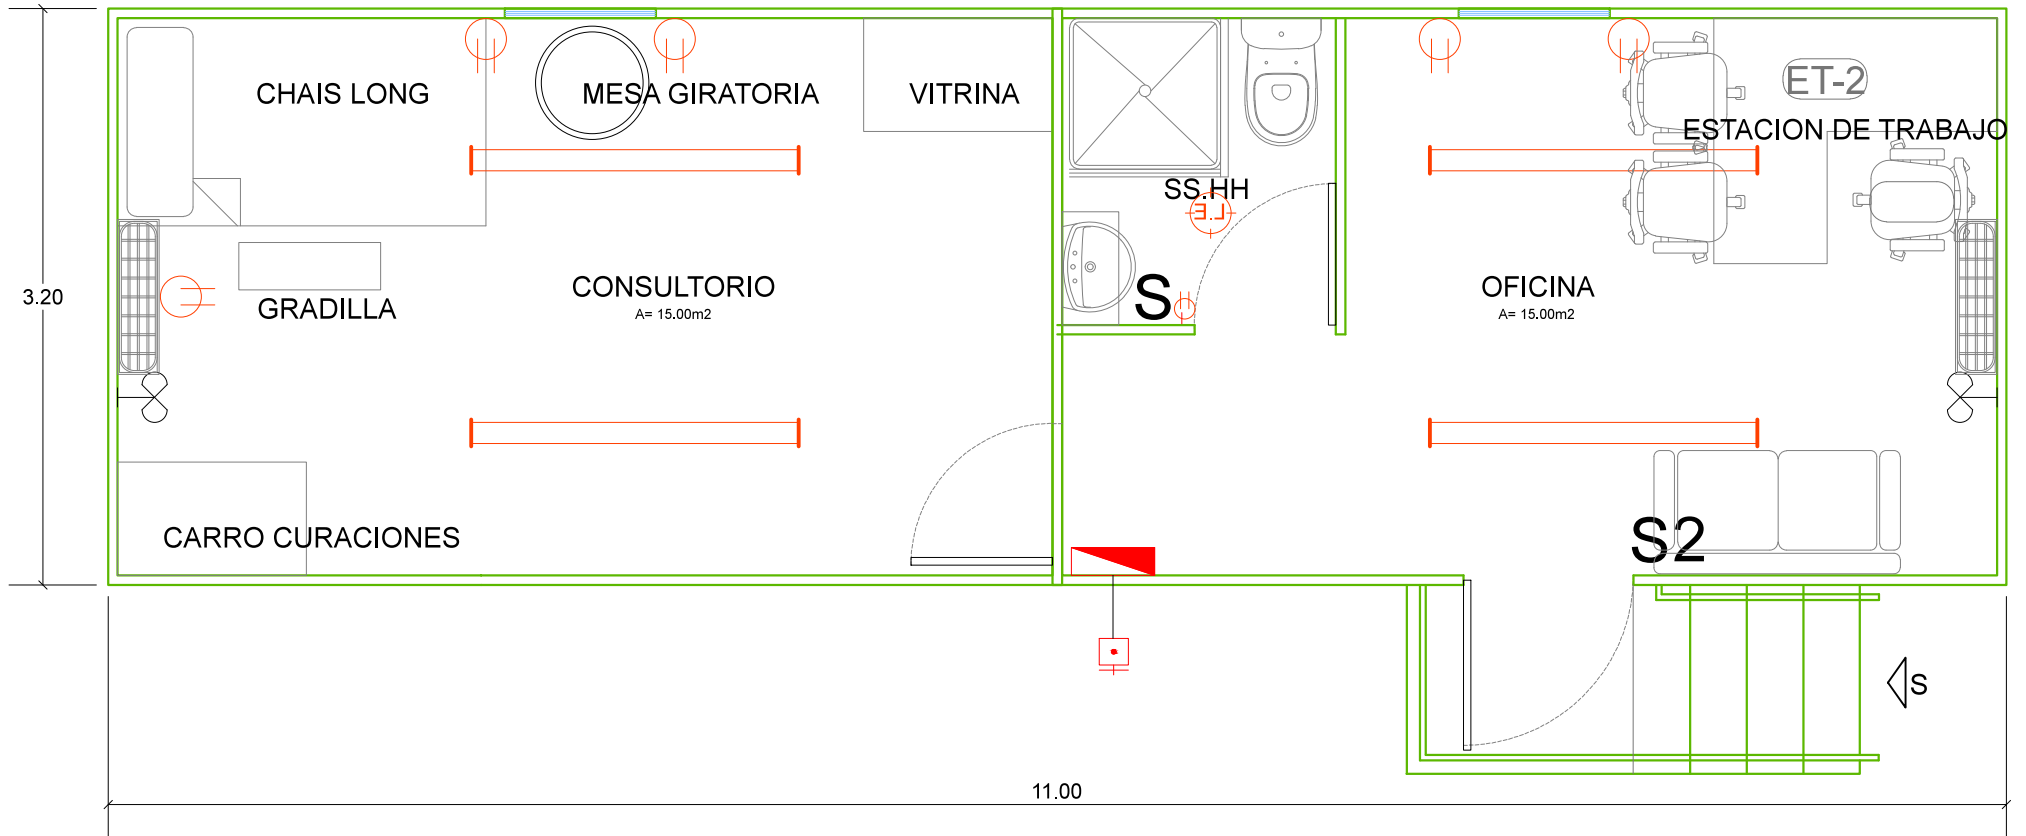 CHAIS LONG
MESA GIRATORIA
VITRINA
ET-2
ESTACION DE TRABAJO
SS.HH
L.E
3.20
GRADILLA
CONSULTORIO
A= 15.00m2
S
OFICINA
A= 15.00m2
CARRO CURACIONES
S2
S
11.00